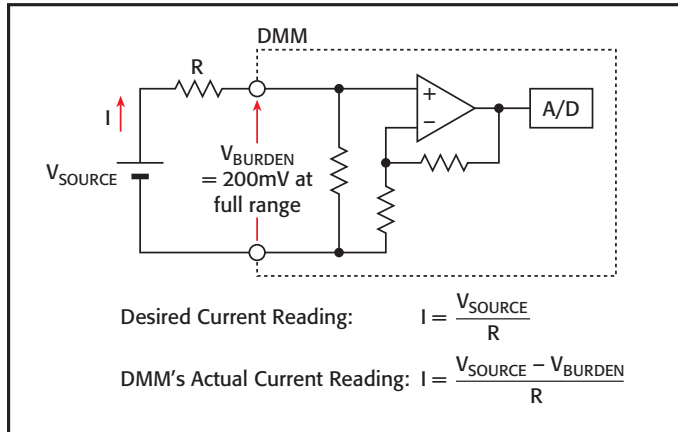 DMM
R
I
V_SOURCE
V_BURDEN
= 200mV at
full range
+
−
A/D
Desired Current Reading: I = V_SOURCE / R
DMM's Actual Current Reading: I = V_SOURCE – V_BURDEN / R